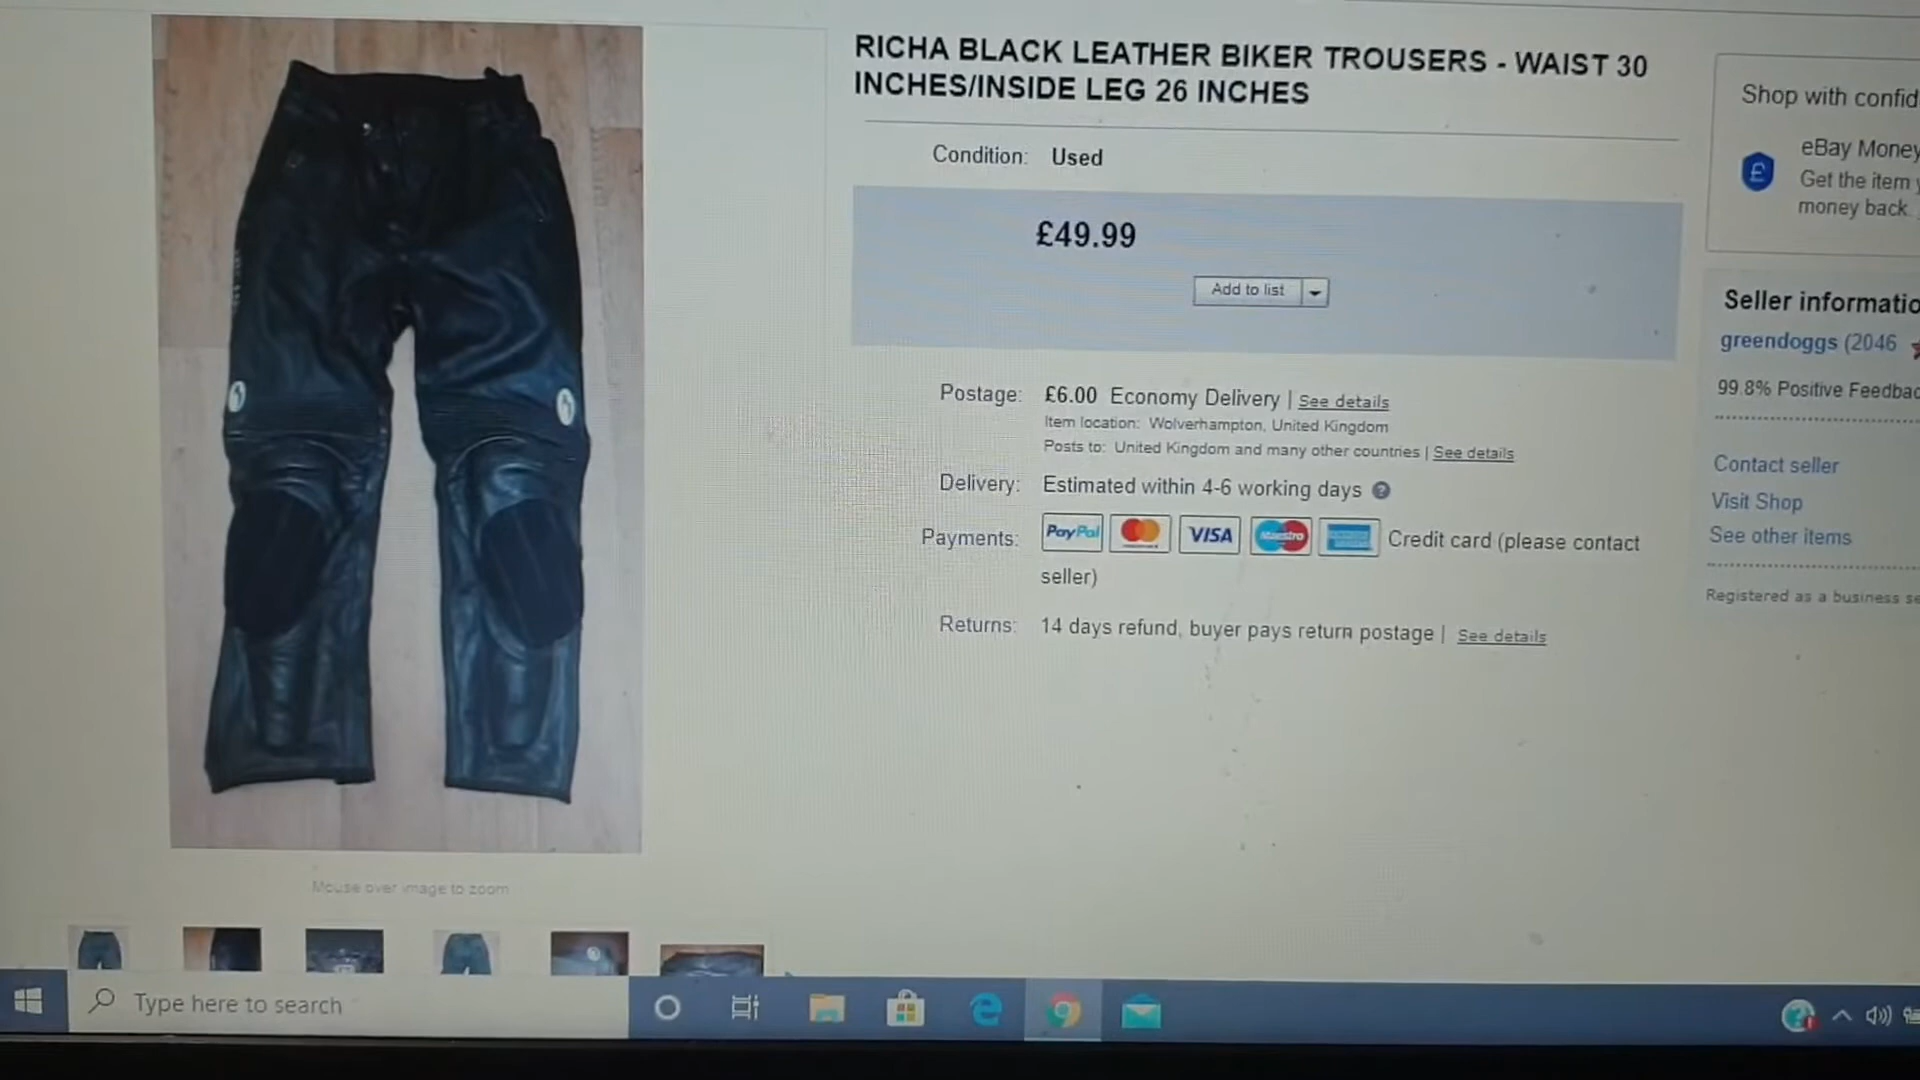 RICHA BLACK LEATHER BIKER TROUSERS - WAIST 30
INCHES/INSIDE LEG 26 INCHES
Condition: Used
£49.99
Add to list
Postage: £6.00 Economy Delivery | See details
Item location: Wolverhampton, United Kingdom
Posts to: United Kingdom and many other countries | See details
Delivery: Estimated within 4-6 working days ?
Payments: PayPal VISA Maestro Credit card (please contact
seller)
Returns: 14 days refund, buyer pays return postage | See details
Shop with confid
£
eBay Money
Get the item y
money back.
Seller informatio
greendoggs (2046
99.8% Positive Feedbac
Contact seller
Visit Shop
See other items
Registered as a business se
Mouse over image to zoom
Type here to search